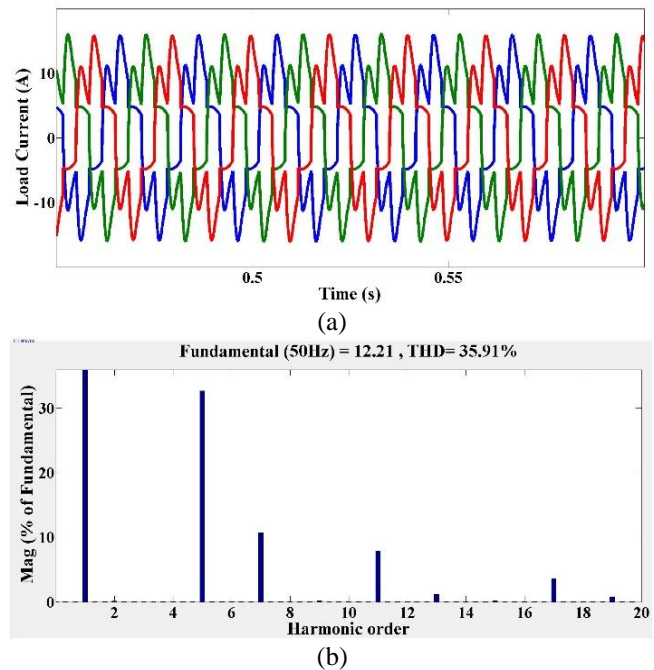 10
0
-10
Load Current (A)
0.5 0.55
Time (s)
(a)
Fundamental (50Hz) = 12.21 , THD= 35.91%
30
20
10
0
Mag (% of Fundamental)
2 4 6 8 10 12 14 16 18 20
Harmonic order
(b)